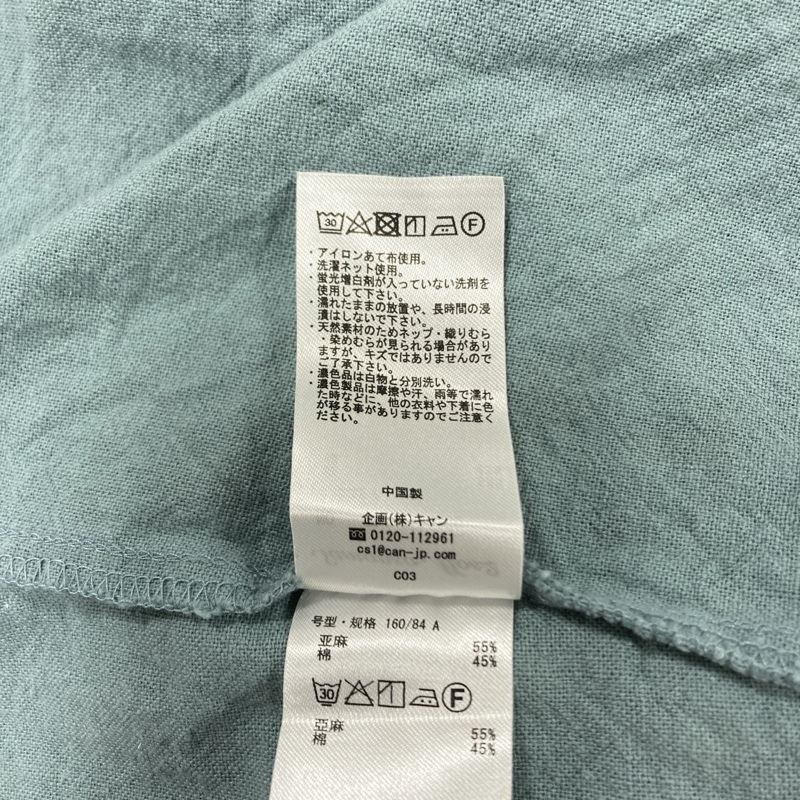 30 F
・アイロンあて布使用。
・洗濯ネット使用。
・蛍光増白剤が入っていない洗剤を
使用して下さい。
・濡れたままの放置や、長時間の浸
漬はしないで下さい。
・天然素材のためネップ・織りむら
・染めむらが見られる場合があり
ますが、キズではありませんので
ご了承下さい。
・濃色品は白物と分別洗い。
・濃色製品は摩擦や汗、雨等で濡れ
た時などに、他の衣料や下着に色
が移る事がありますのでご注意く
ださい。
中国製
企画(株)キャン
0120-112961
cs1@can-jp.com
C03
号型・规格 160/84 A
亚麻 55%
棉 45%
30 F
亞麻 55%
棉 45%